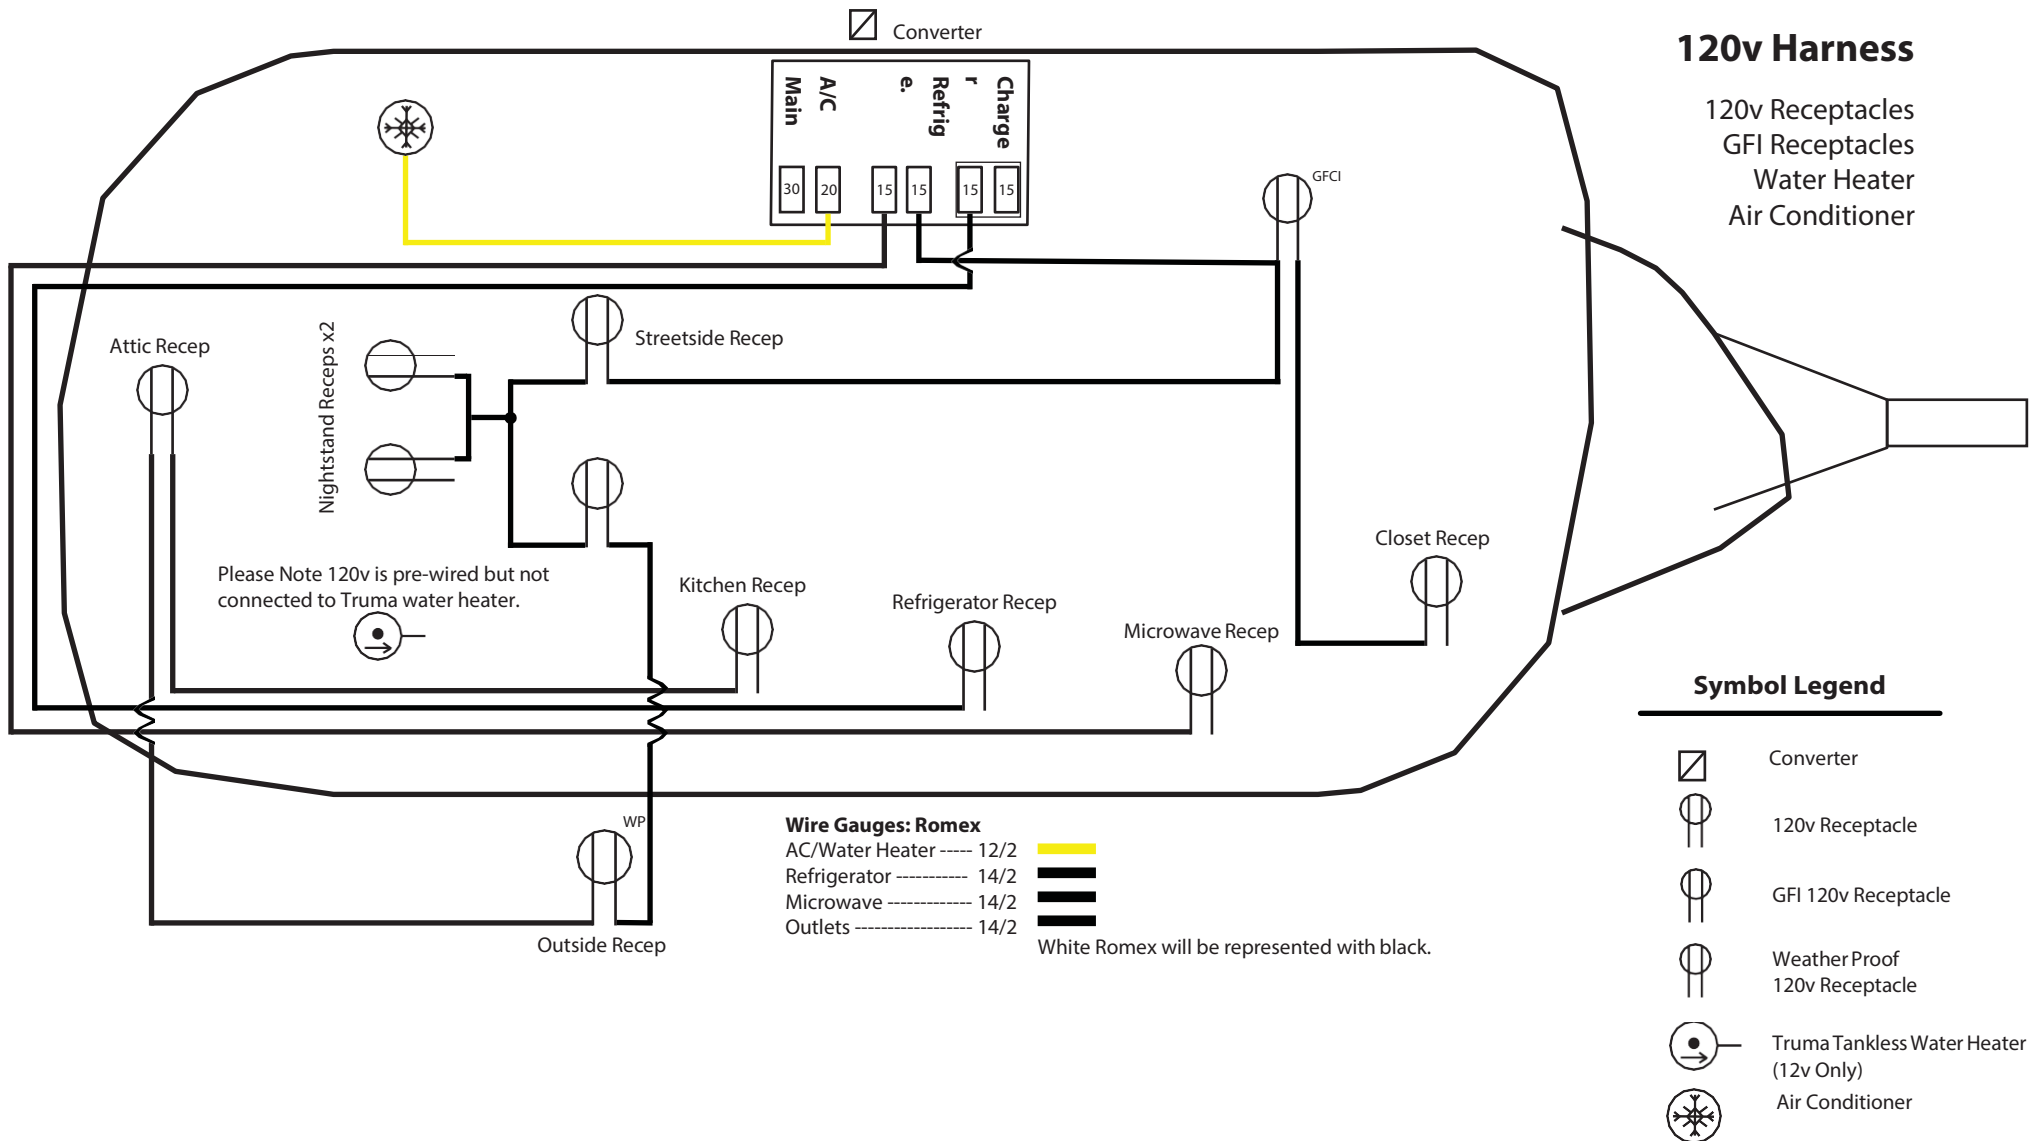 Converter
120v Harness
120v Receptacles
GFI Receptacles
Water Heater
Air Conditioner
Main
A/C
e.
Refrig
r
Charge
30
20
15
15
15
15
GFCI
Streetside Recep
Attic Recep
Nightstand Receps x2
Closet Recep
Please Note 120v is pre-wired but not
connected to Truma water heater.
Kitchen Recep
Refrigerator Recep
Microwave Recep
WP
Outside Recep
Wire Gauges: Romex
AC/Water Heater ----- 12/2
Refrigerator ----------- 14/2
Microwave ------------- 14/2
Outlets ------------------ 14/2
White Romex will be represented with black.
Symbol Legend
Converter
120v Receptacle
GFI 120v Receptacle
Weather Proof
120v Receptacle
Truma Tankless Water Heater
(12v Only)
Air Conditioner